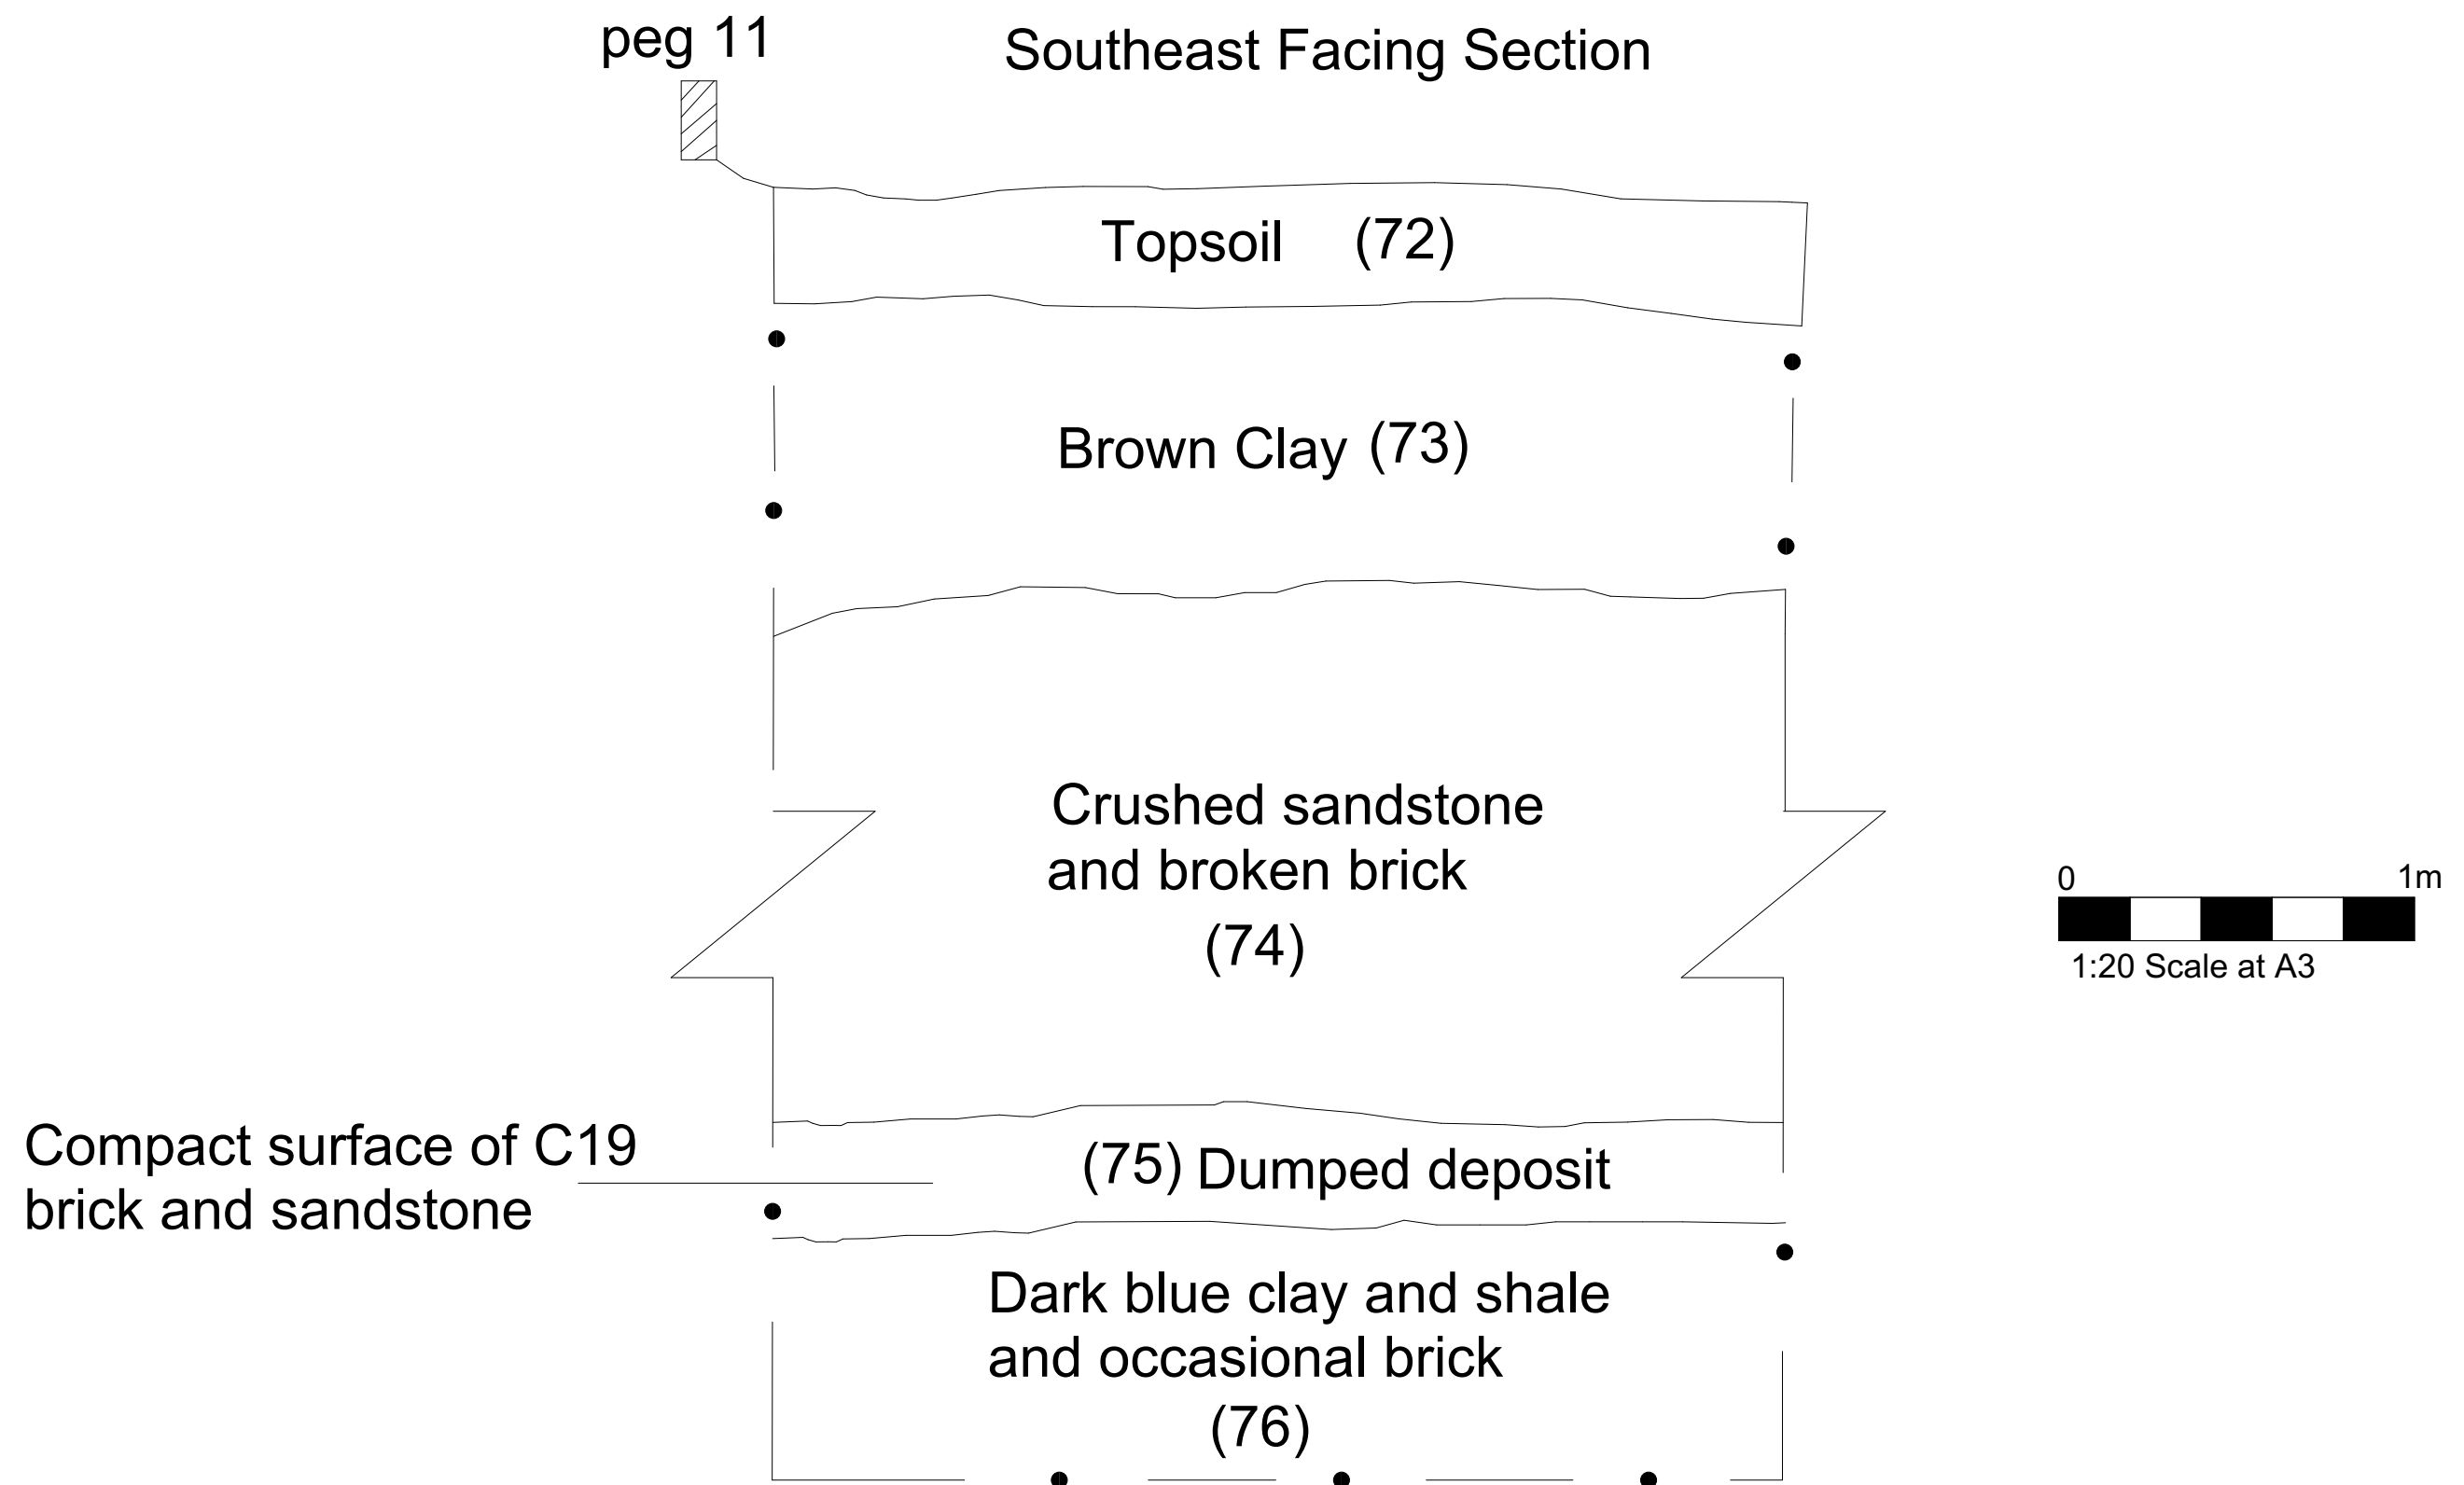 peg 11
Southeast Facing Section
Topsoil (72)
Brown Clay (73)
Crushed sandstone
and broken brick
(74)
0 1m
1:20 Scale at A3
Compact surface of C19
brick and sandstone
(75) Dumped deposit
Dark blue clay and shale
and occasional brick
(76)